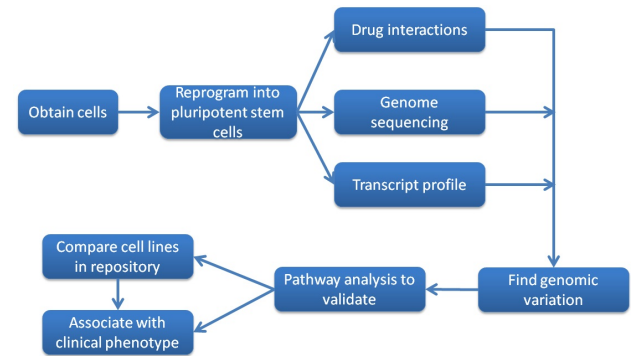 Drug interactions
Obtain cells
Reprogram into
pluripotent stem
cells
Genome
sequencing
Transcript profile
Compare cell lines
in repository
Pathway analysis to
validate
Find genomic
variation
Associate with
clinical phenotype